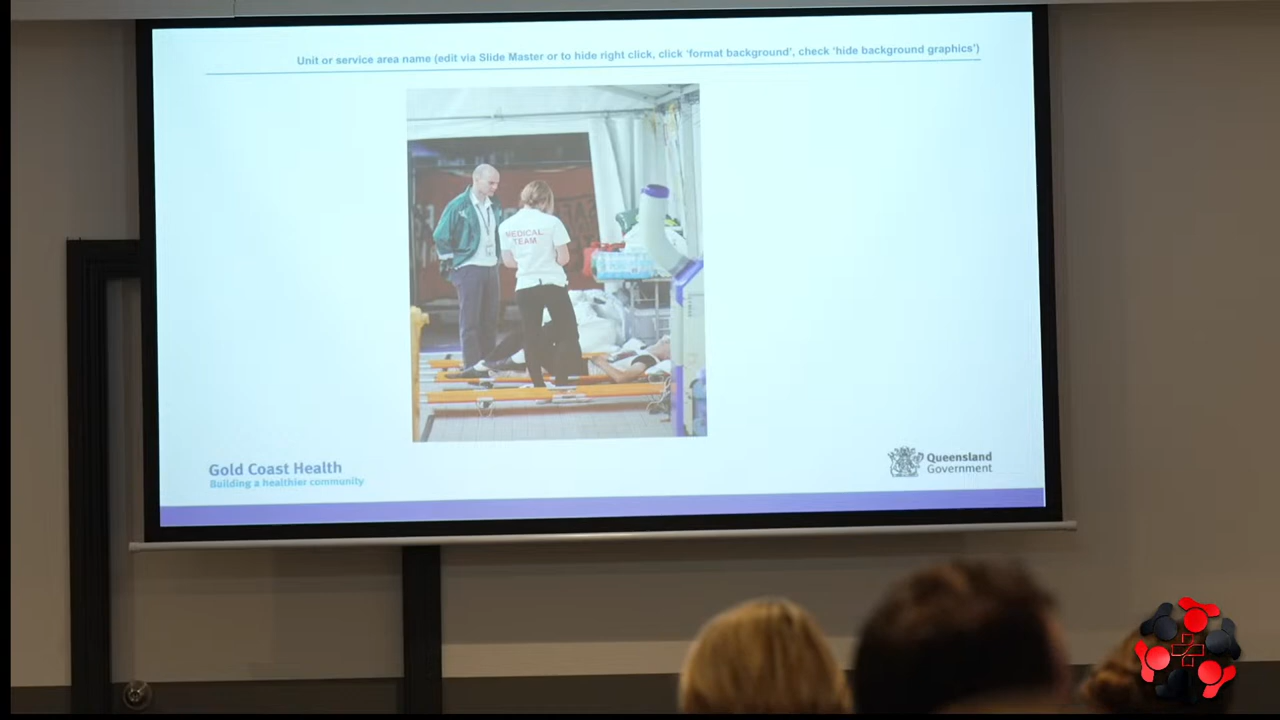 Unit or service area name (edit via Slide Master or to hide right click, click 'format background', check 'hide background graphics')
MEDICAL
TEAM
Gold Coast Health
Building a healthier community
Queensland
Government